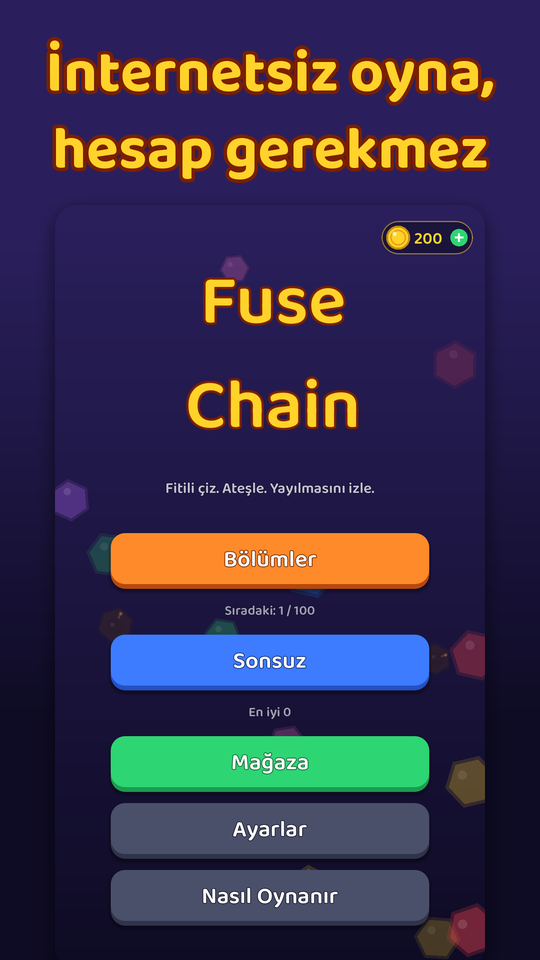 İnternetsiz oyna,
hesap gerekmez
200
Fuse
Chain
Fitili çiz. Ateşle. Yayılmasını izle.
Bölümler
Sıradaki: 1 / 100
Sonsuz
En iyi 0
Mağaza
Ayarlar
Nasıl Oynanır